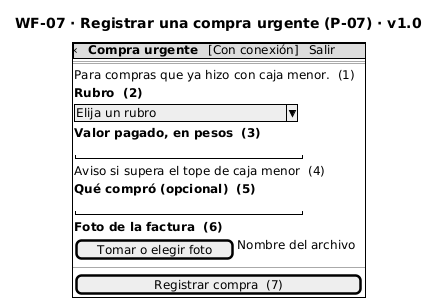 WF-07 · Registrar una compra urgente (P-07) · v1.0
‹ Compra urgente [Con conexión] Salir
Para compras que ya hizo con caja menor. (1)
Rubro (2)
Elija un rubro
Valor pagado, en pesos (3)
Aviso si supera el tope de caja menor (4)
Qué compró (opcional) (5)
Foto de la factura (6)
Tomar o elegir foto Nombre del archivo
Registrar compra (7)